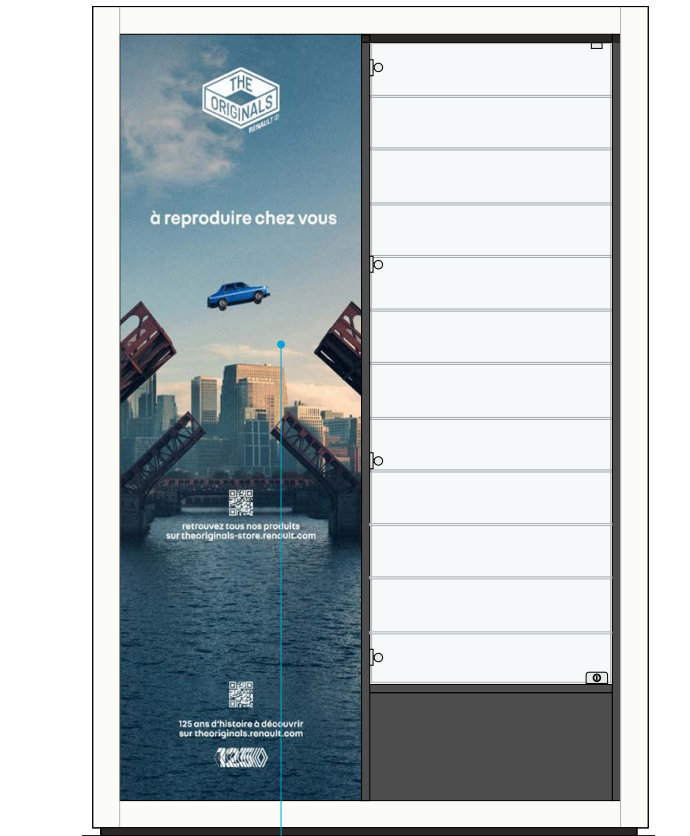 THE
ORIGINALS
RENAULT
à reproduire chez vous
retrouvez tous nos produits
sur theoriginals-store.renault.com
125 ans d'histoire à découvrir
sur theoriginals.renault.com
125